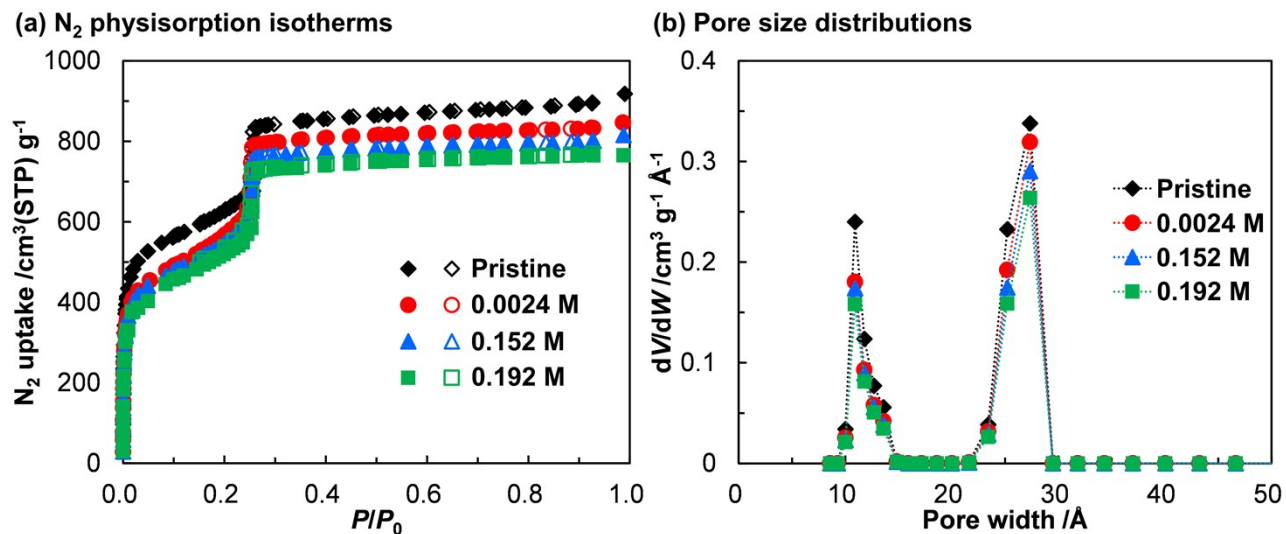 (a) N₂ physisorption isotherms
1000
800
600
400
200
0
N₂ uptake /cm³(STP) g⁻¹
Pristine
0.0024 M
0.152 M
0.192 M
0.0 0.2 0.4 0.6 0.8 1.0
P/P₀
(b) Pore size distributions
0.4
0.3
0.2
0.1
0
dV/dW /cm³ g⁻¹ Å⁻¹
Pristine
0.0024 M
0.152 M
0.192 M
0 10 20 30 40 50
Pore width /Å